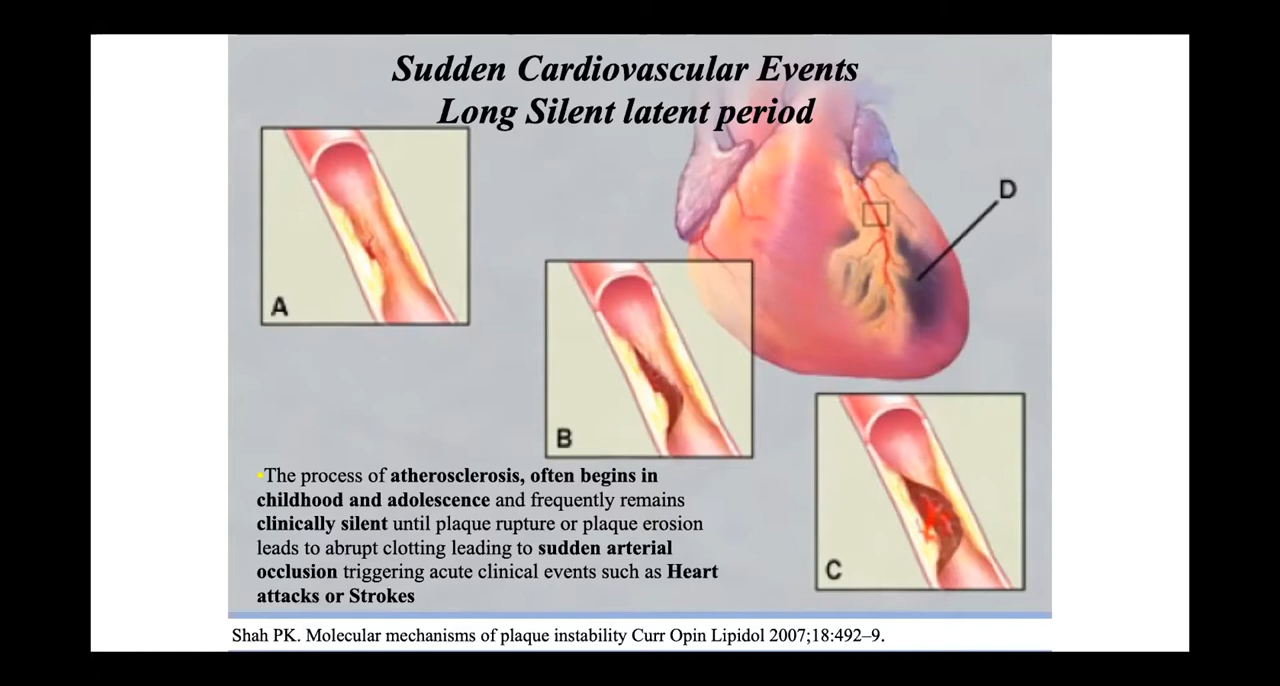 Sudden Cardiovascular Events
Long Silent latent period
A
B
C
D
•The process of atherosclerosis, often begins in
childhood and adolescence and frequently remains
clinically silent until plaque rupture or plaque erosion
leads to abrupt clotting leading to sudden arterial
occlusion triggering acute clinical events such as Heart
attacks or Strokes
Shah PK. Molecular mechanisms of plaque instability Curr Opin Lipidol 2007;18:492–9.